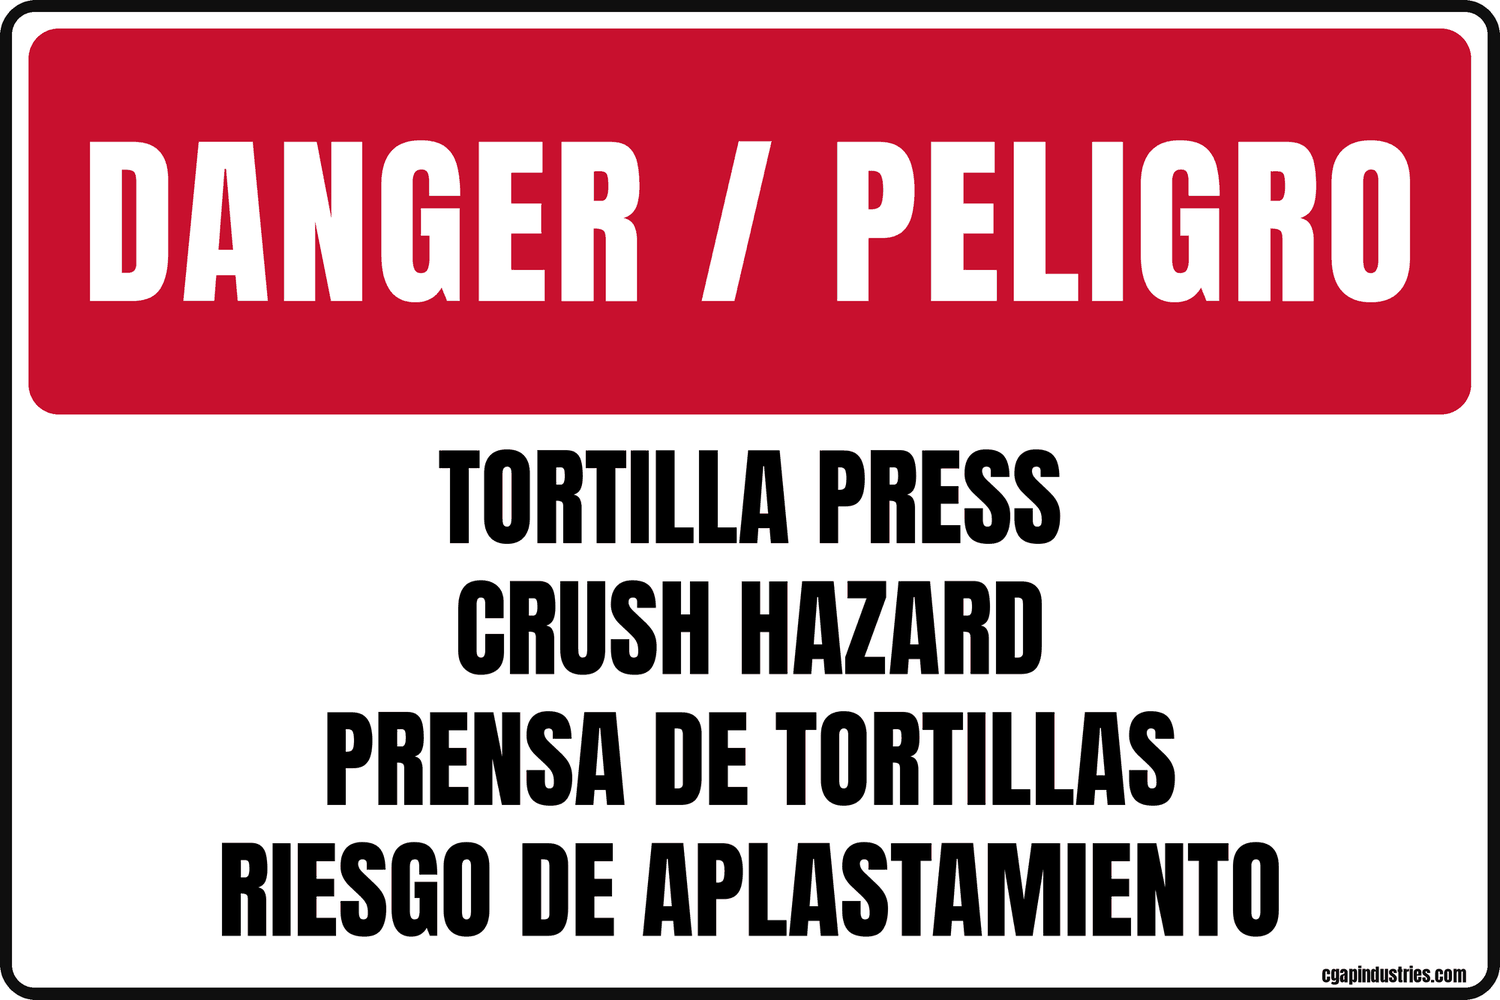 DANGER / PELIGRO
TORTILLA PRESS
CRUSH HAZARD
PRENSA DE TORTILLAS
RIESGO DE APLASTAMIENTO
cgapindustries.com